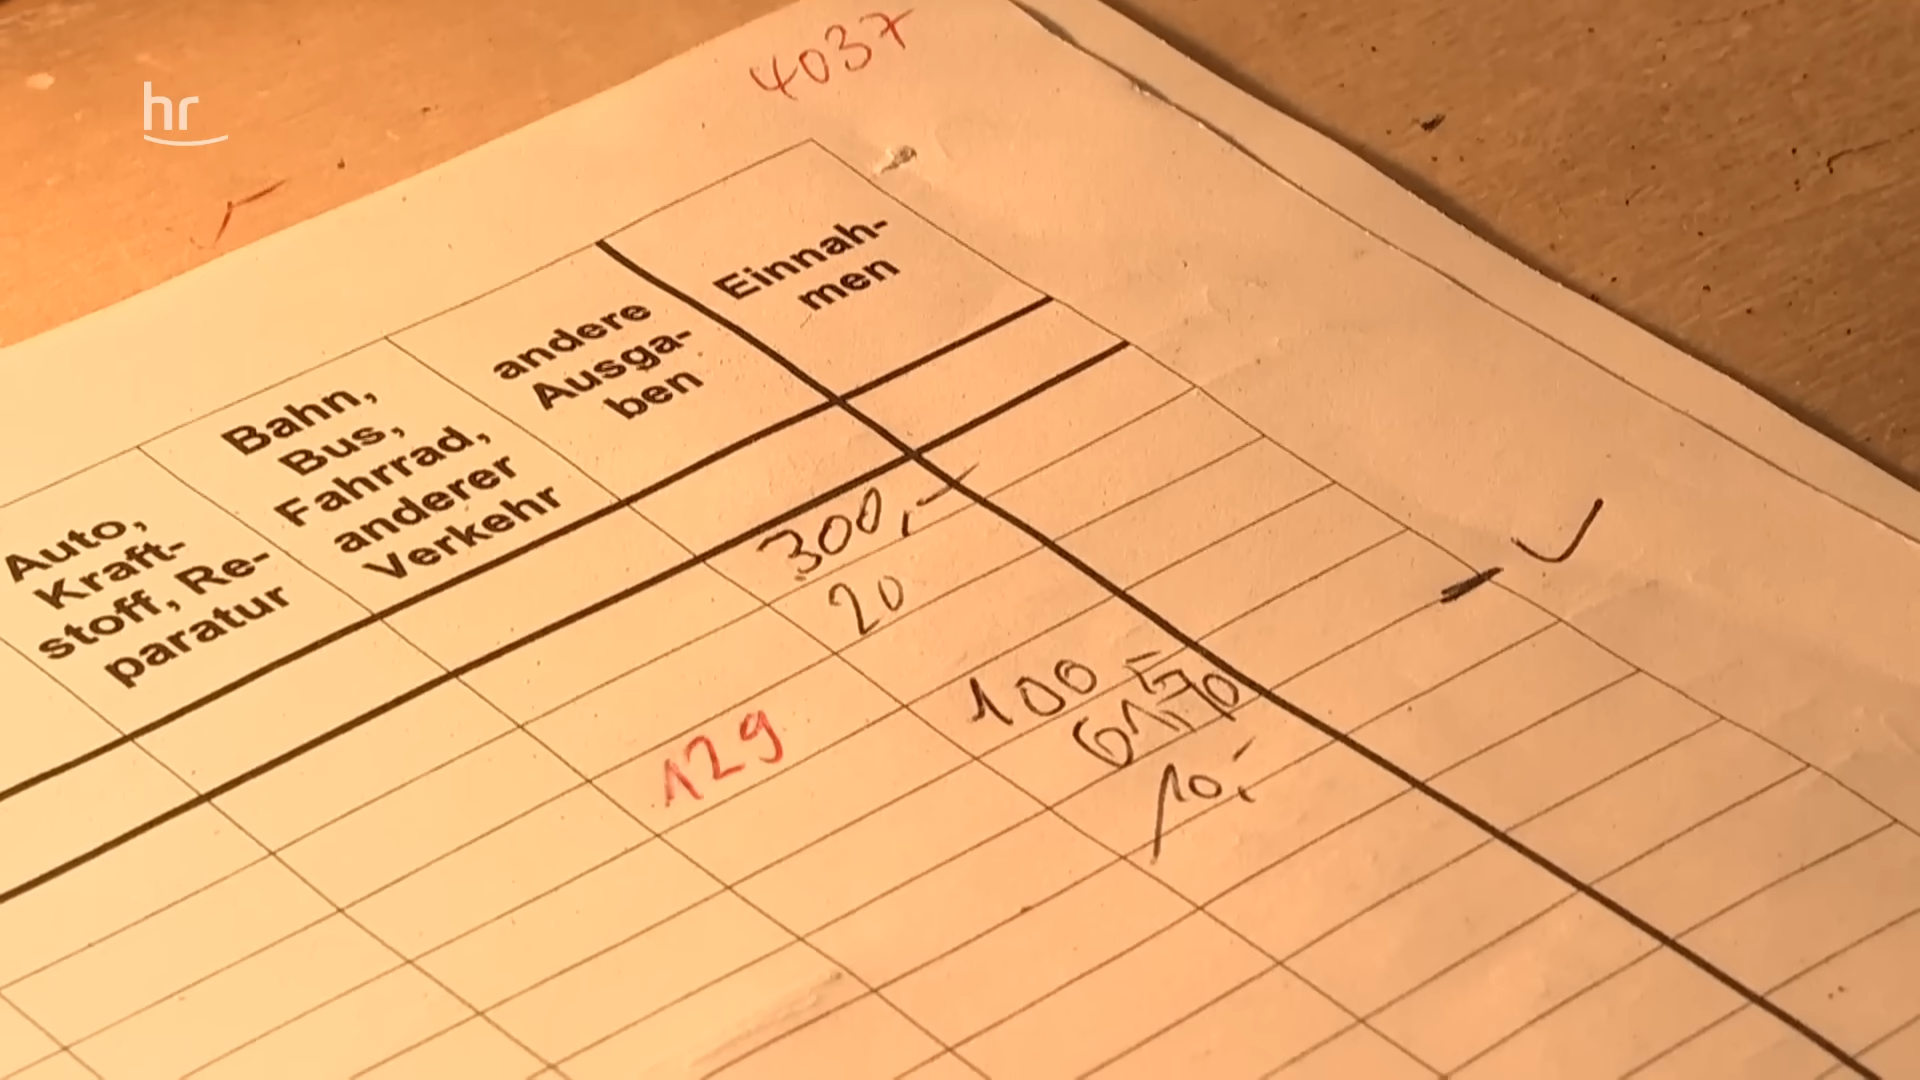 hr
4037
Auto,
Kraft-
stoff, Re-
paratur
Bahn,
Bus,
Fahrrad,
anderer
Verkehr
andere
Ausga-
ben
Einnah-
men
300,-
20
129
100
61,70
10,-